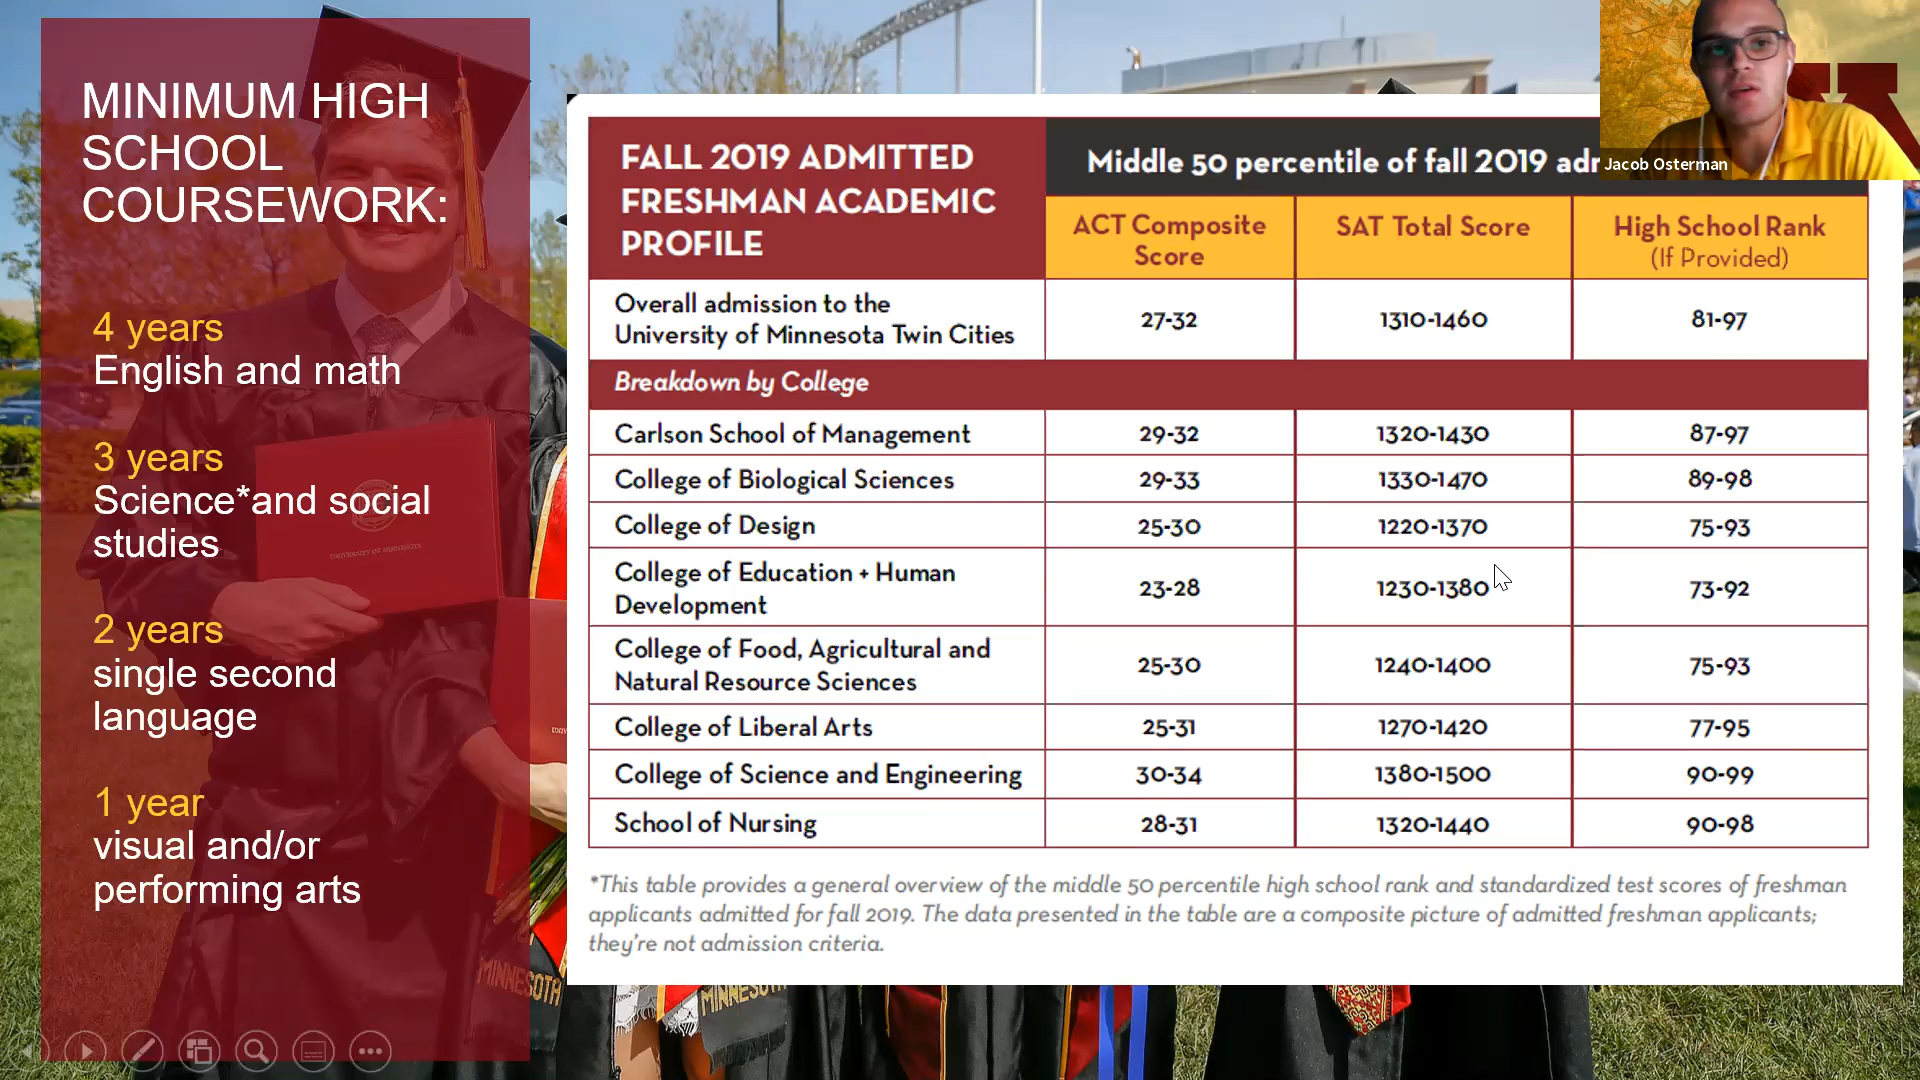 MINIMUM HIGH
SCHOOL
COURSEWORK:
4 years
English and math
3 years
Science*and social
studies
2 years
single second
language
1 year
visual and/or
performing arts
UNIVERSITY OF MINNESOTA
FALL 2019 ADMITTED
FRESHMAN ACADEMIC
PROFILE
Middle 50 percentile of fall 2019
ACT Composite
Score
SAT Total Score
High School Rank
(If Provided)
Overall admission to the
University of Minnesota Twin Cities
27-32
1310-1460
81-97
Breakdown by College
Carlson School of Management
29-32
1320-1430
87-97
College of Biological Sciences
29-33
1330-1470
89-98
College of Design
25-30
1220-1370
75-93
College of Education + Human
Development
23-28
1230-1380
73-92
College of Food, Agricultural and
Natural Resource Sciences
25-30
1240-1400
75-93
College of Liberal Arts
25-31
1270-1420
77-95
College of Science and Engineering
30-34
1380-1500
90-99
School of Nursing
28-31
1320-1440
90-98
*This table provides a general overview of the middle 50 percentile high school rank and standardized test scores of freshman
applicants admitted for fall 2019. The data presented in the table are a composite picture of admitted freshman applicants;
they're not admission criteria.
Jacob Osterman
MINNESOTA
MINNESOTA